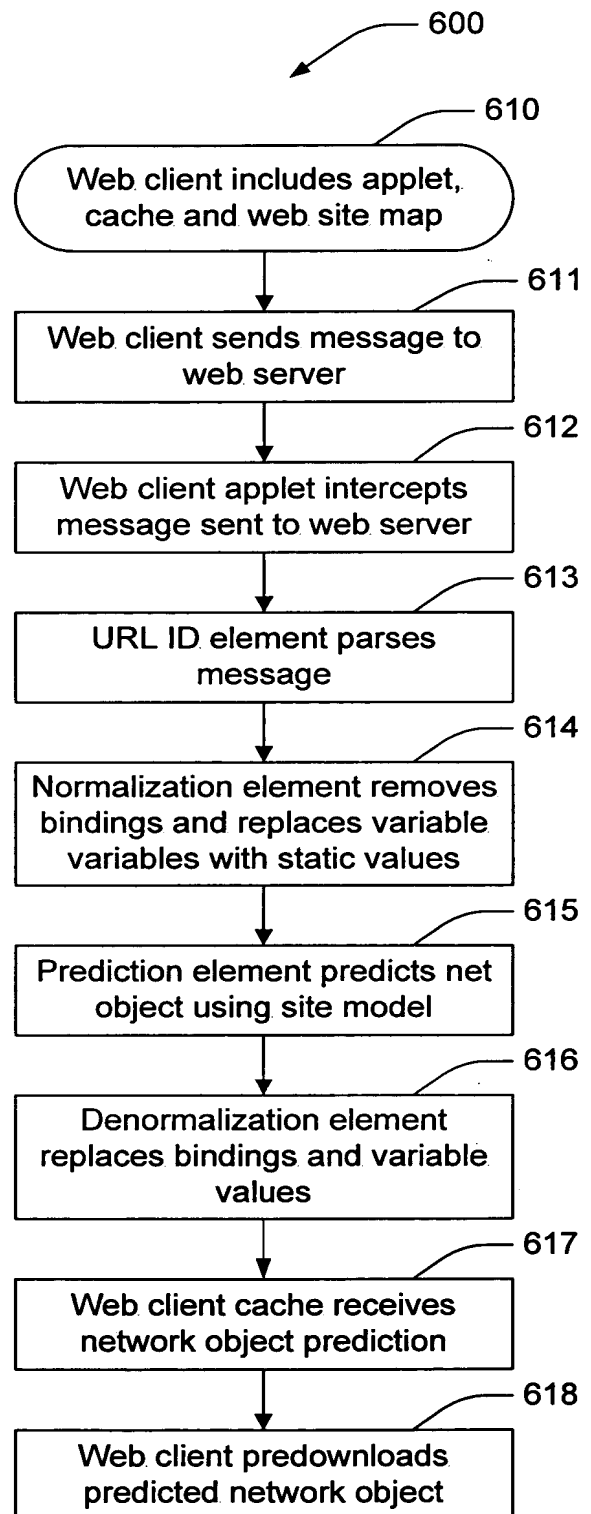 600
610
Web client includes applet,
cache and web site map
611
Web client sends message to
web server
612
Web client applet intercepts
message sent to web server
613
URL ID element parses
message
614
Normalization element removes
bindings and replaces variable
variables with static values
615
Prediction element predicts net
object using site model
616
Denormalization element
replaces bindings and variable
values
617
Web client cache receives
network object prediction
618
Web client predownloads
predicted network object